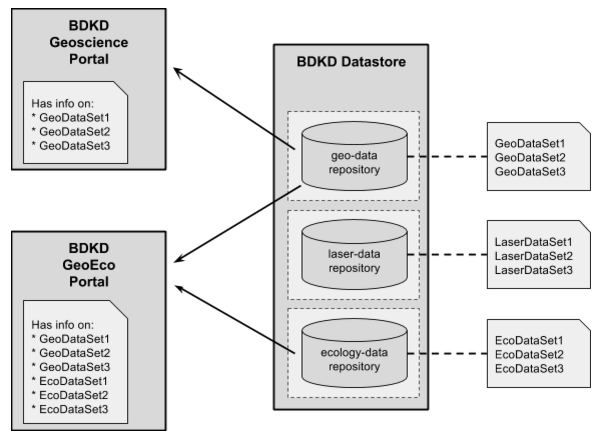 BDKD
Geoscience
Portal
Has info on:
* GeoDataSet1
* GeoDataSet2
* GeoDataSet3
BDKD
GeoEco
Portal
Has info on:
* GeoDataSet1
* GeoDataSet2
* GeoDataSet3
* EcoDataSet1
* EcoDataSet2
* EcoDataSet3
BDKD Datastore
geo-data
repository
laser-data
repository
ecology-data
repository
GeoDataSet1
GeoDataSet2
GeoDataSet3
LaserDataSet1
LaserDataSet2
LaserDataSet3
EcoDataSet1
EcoDataSet2
EcoDataSet3